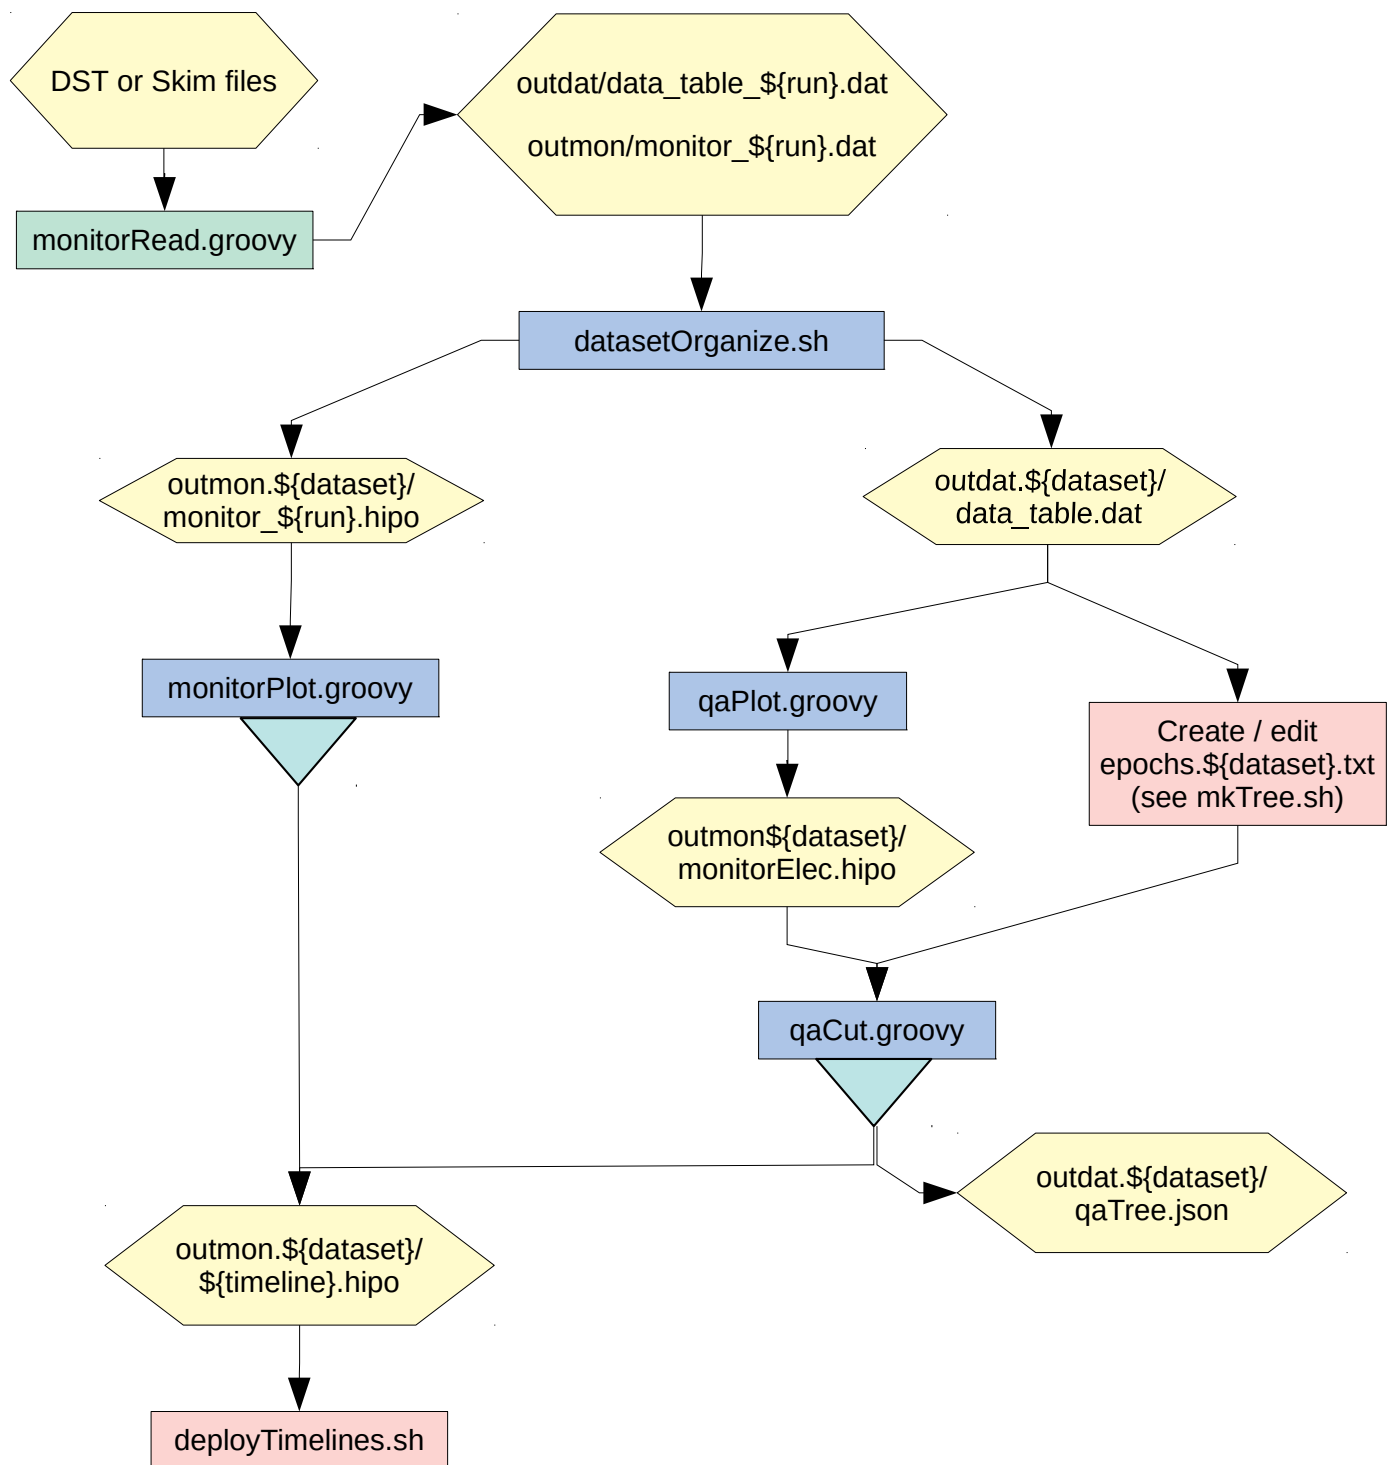 DST or Skim files
outdat/data_table_${run}.dat
outmon/monitor_${run}.dat
monitorRead.groovy
datasetOrganize.sh
outmon.${dataset}/
monitor_${run}.hipo
outdat.${dataset}/
data_table.dat
monitorPlot.groovy
qaPlot.groovy
Create / edit
epochs.${dataset}.txt
(see mkTree.sh)
outmon${dataset}/
monitorElec.hipo
qaCut.groovy
outdat.${dataset}/
qaTree.json
outmon.${dataset}/
${timeline}.hipo
deployTimelines.sh